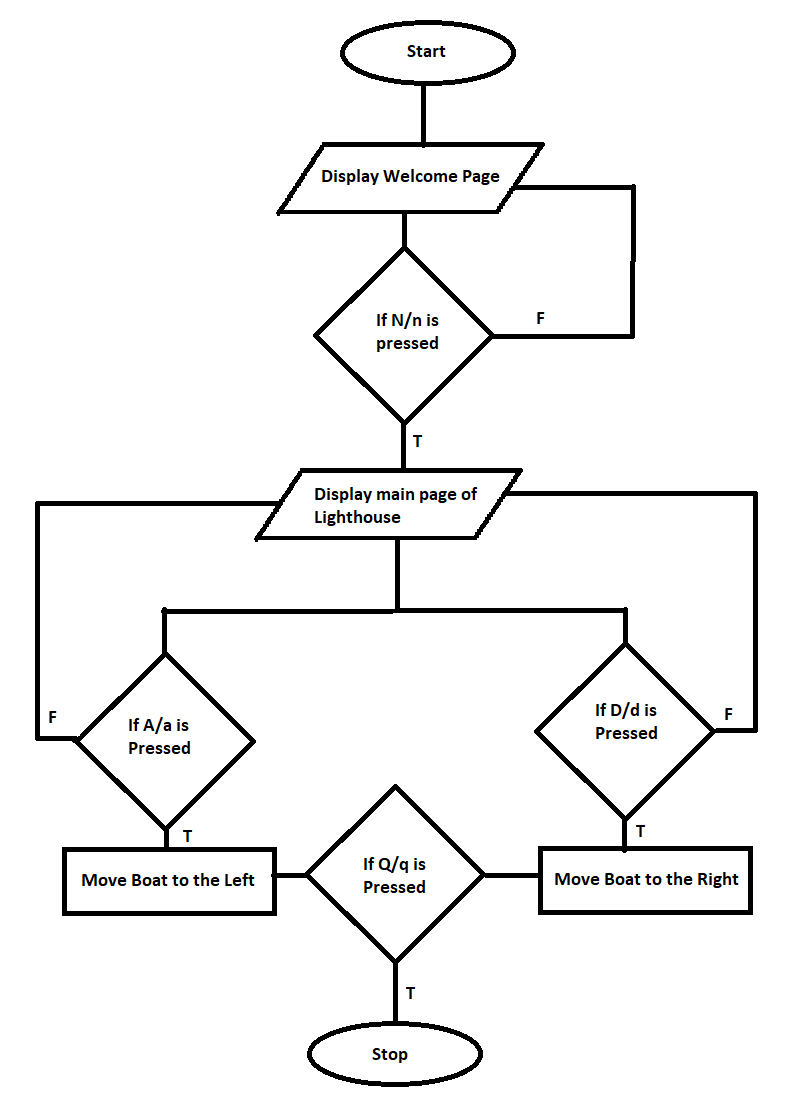 Start
Display Welcome Page
If N/n is
pressed
F
T
Display main page of
Lighthouse
If A/a is
Pressed
F
T
If D/d is
Pressed
F
T
Move Boat to the Left
If Q/q is
Pressed
Move Boat to the Right
T
Stop